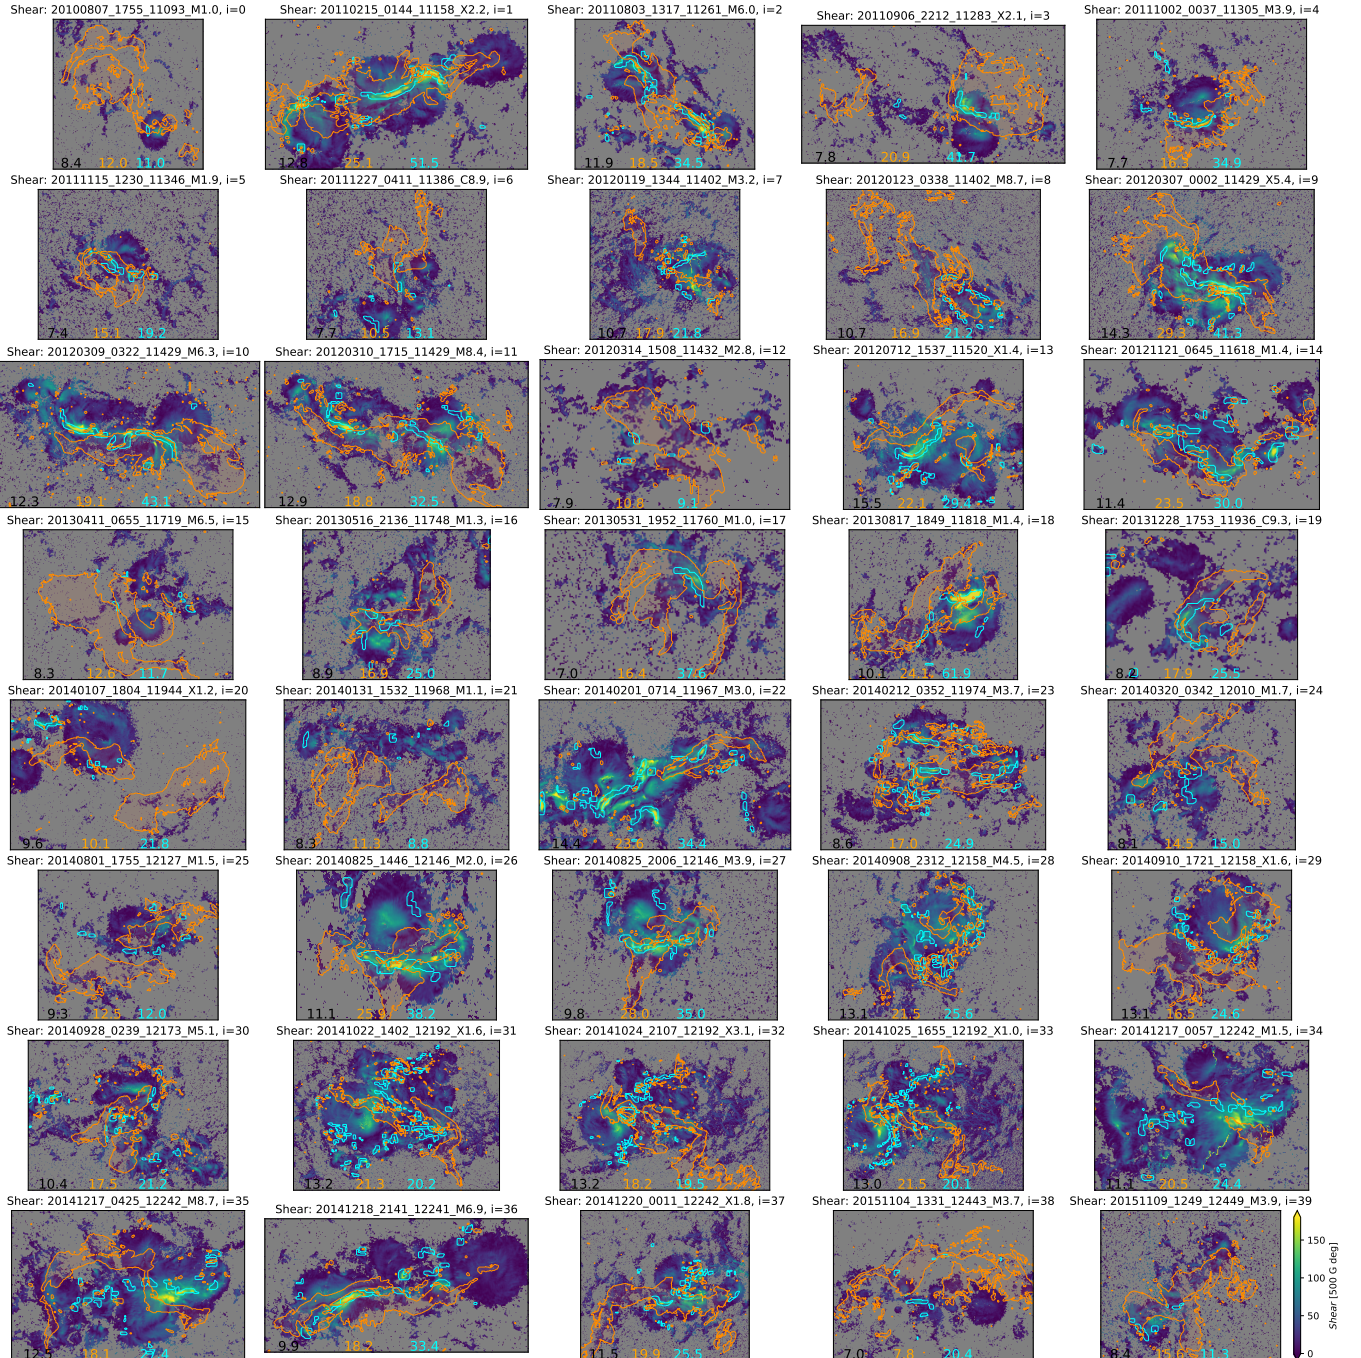 Shear: 20100807_1755_11093_M1.0, i=0
8.4 12.0 11.0
Shear: 20110215_0144_11158_X2.2, i=1
12.8 25.1 51.5
Shear: 20110803_1317_11261_M6.0, i=2
11.9 18.5 34.5
Shear: 20110906_2212_11283_X2.1, i=3
7.8 20.9 41.7
Shear: 20111002_0037_11305_M3.9, i=4
7.7 16.3 34.9
Shear: 20111115_1230_11346_M1.9, i=5
7.4 15.1 19.2
Shear: 20111227_0411_11386_C8.9, i=6
7.7 10.5 13.1
Shear: 20120119_1344_11402_M3.2, i=7
10.7 17.9 21.8
Shear: 20120123_0338_11402_M8.7, i=8
10.7 16.9 21.2
Shear: 20120307_0002_11429_X5.4, i=9
14.3 29.3 41.3
Shear: 20120309_0322_11429_M6.3, i=10
12.3 19.1 43.1
Shear: 20120310_1715_11429_M8.4, i=11
12.9 18.8 32.5
Shear: 20120314_1508_11432_M2.8, i=12
7.9 10.8 9.1
Shear: 20120712_1537_11520_X1.4, i=13
15.5 22.1 29.4
Shear: 20121121_0645_11618_M1.4, i=14
11.4 23.5 30.0
Shear: 20130411_0655_11719_M6.5, i=15
8.3 12.6 11.7
Shear: 20130516_2136_11748_M1.3, i=16
8.9 16.9 25.0
Shear: 20130531_1952_11760_M1.0, i=17
7.0 16.4 37.6
Shear: 20130817_1849_11818_M1.4, i=18
10.1 24.1 61.9
Shear: 20131228_1753_11936_C9.3, i=19
8.2 17.9 25.5
Shear: 20140107_1804_11944_X1.2, i=20
9.6 10.1 21.8
Shear: 20140131_1532_11968_M1.1, i=21
8.3 11.3 8.8
Shear: 20140201_0714_11967_M3.0, i=22
14.4 23.6 34.4
Shear: 20140212_0352_11974_M3.7, i=23
8.6 17.0 24.9
Shear: 20140320_0342_12010_M1.7, i=24
8.1 14.5 15.0
Shear: 20140801_1755_12127_M1.5, i=25
9.3 12.5 12.0
Shear: 20140825_1446_12146_M2.0, i=26
11.1 25.9 38.2
Shear: 20140825_2006_12146_M3.9, i=27
9.8 28.0 35.0
Shear: 20140908_2312_12158_M4.5, i=28
13.1 21.5 25.6
Shear: 20140910_1721_12158_X1.6, i=29
13.1 16.5 24.6
Shear: 20140928_0239_12173_M5.1, i=30
10.4 17.5 21.2
Shear: 20141022_1402_12192_X1.6, i=31
13.2 21.3 20.2
Shear: 20141024_2107_12192_X3.1, i=32
13.2 18.2 19.5
Shear: 20141025_1655_12192_X1.0, i=33
13.0 21.5 20.1
Shear: 20141217_0057_12242_M1.5, i=34
11.1 20.5 24.4
Shear: 20141217_0425_12242_M8.7, i=35
12.5 18.1 27.4
Shear: 20141218_2141_12241_M6.9, i=36
9.9 18.2 33.4
Shear: 20141220_0011_12242_X1.8, i=37
11.5 19.9 25.5
Shear: 20151104_1331_12443_M3.7, i=38
7.0 7.8 20.4
Shear: 20151109_1249_12449_M3.9, i=39
8.4 15.6 11.3
150
100
50
0
Shear [500 G deg]